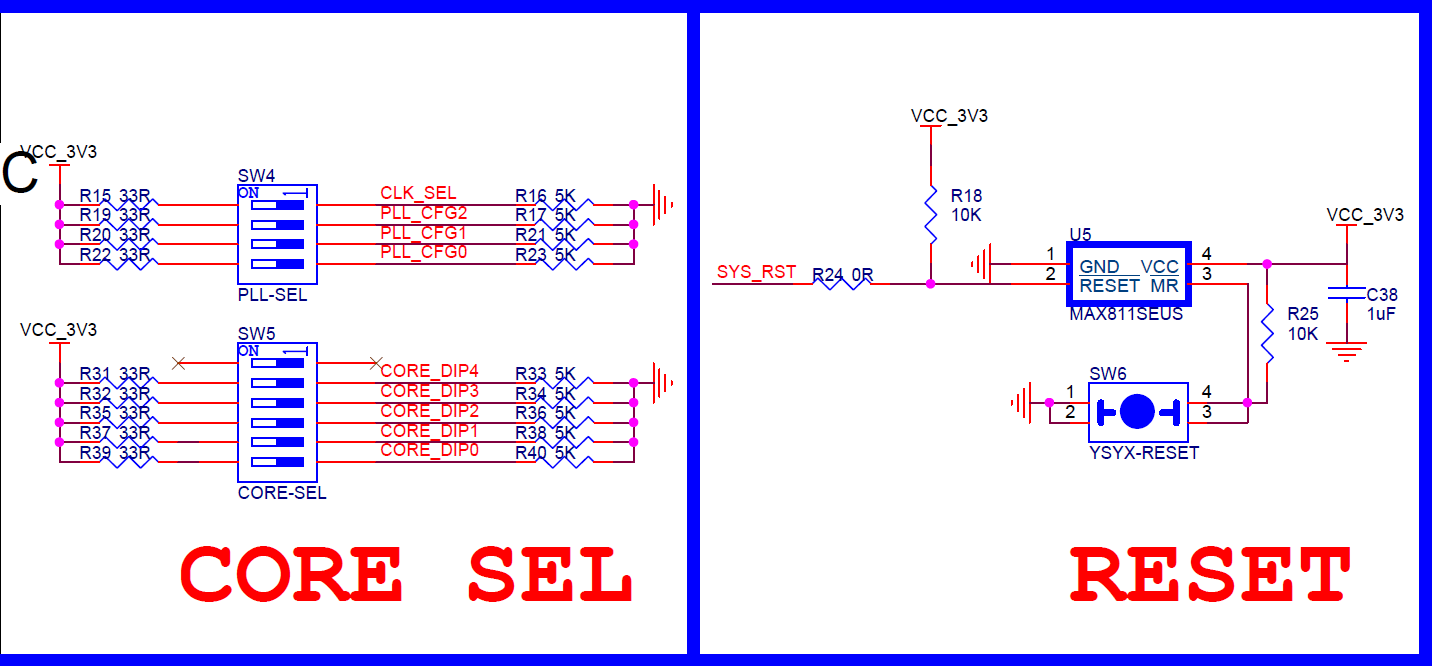 C
VCC_3V3
SW4
ON 1
R15 33R
CLK_SEL
R16 5K
R19 33R
PLL_CFG2
R17 5K
R20 33R
PLL_CFG1
R21 5K
R22 33R
PLL_CFG0
R23 5K
PLL-SEL
VCC_3V3
SW5
ON 1
R31 33R
CORE_DIP4
R33 5K
R32 33R
CORE_DIP3
R34 5K
R35 33R
CORE_DIP2
R36 5K
R37 33R
CORE_DIP1
R38 5K
R39 33R
CORE_DIP0
R40 5K
CORE-SEL
CORE SEL
VCC_3V3
R18
10K
SYS_RST
R24 0R
U5
1
2
GND VCC
RESET MR
4
3
MAX811SEUS
VCC_3V3
C38
1uF
R25
10K
SW6
1
2
4
3
YSYX-RESET
RESET